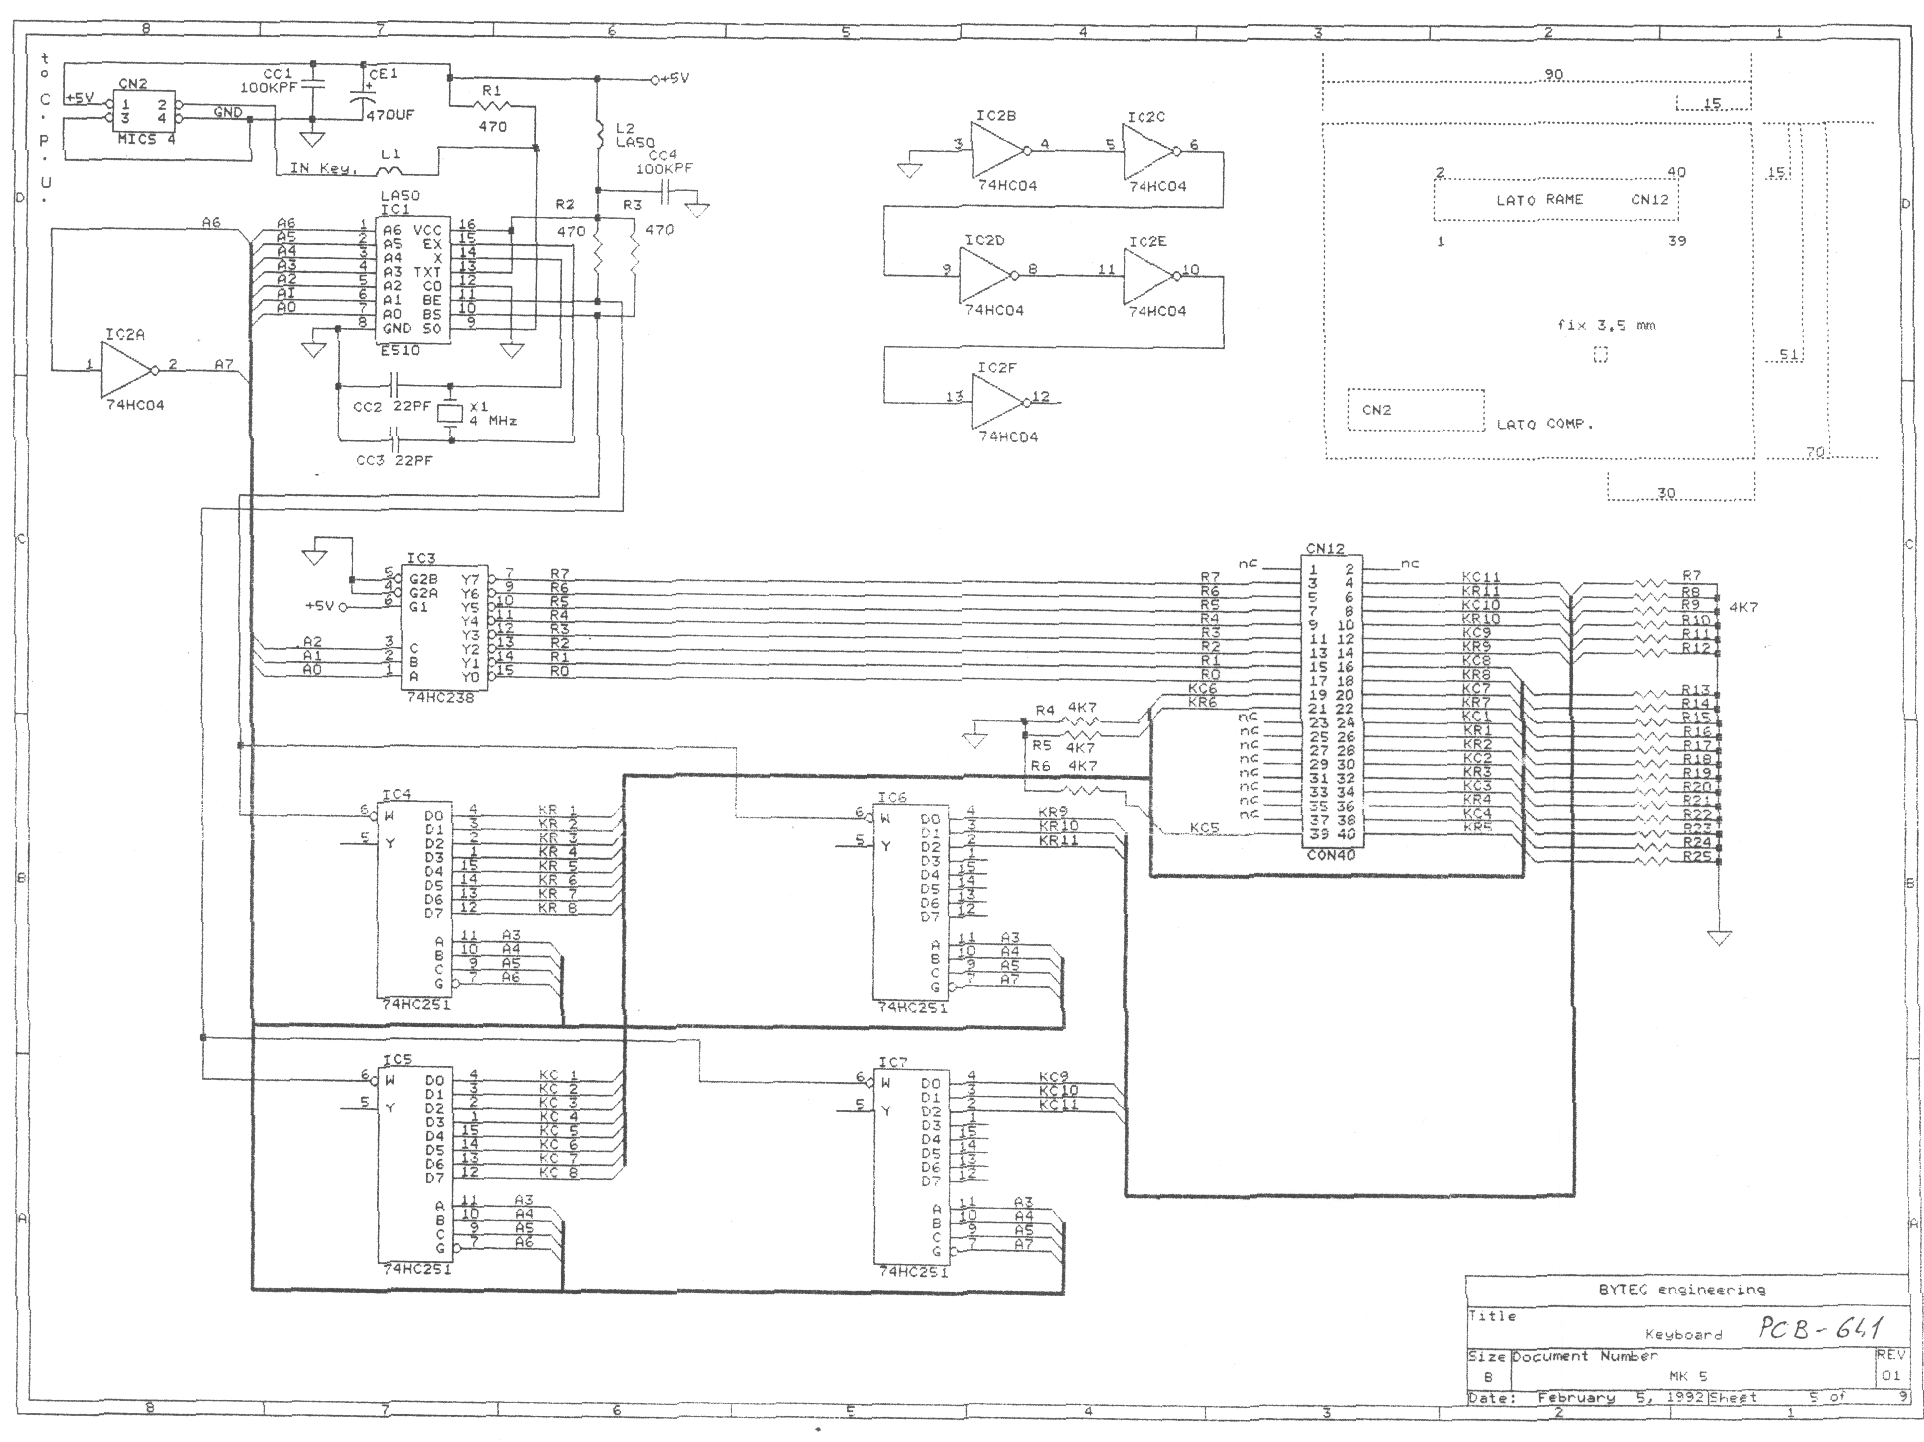 8 7 6 5 4 3 2 1
D
C
B
A
to C.P.U.
CN2
+5V
1 2
3 4
MICS 4
GND
CC1
100KPF
CE1
+
470UF
R1
470
+5V
L2
LA50
CC4
100KPF
IN Key.
L1
LA50
IC1
R2
470
R3
470
A6
A6 1 A6 VCC 16
A5 2 A5 EX 15
A4 3 A4 X 14
A3 4 A3 TXT 13
A2 5 A2 CO 12
A1 6 A1 BE 11
A0 7 A0 BS 10
8 GND SO 9
E510
IC2A
1 2
A7
74HC04
CC2 22PF
X1
4 MHz
CC3 22PF
IC2B
3 4
74HC04
IC2C
5 6
74HC04
IC2D
9 8
74HC04
IC2E
11 10
74HC04
IC2F
13 12
74HC04
90
15
2 40
LATO RAME CN12
1 39
15
fix 3,5 mm
51
CN2
LATO COMP.
70
30
IC3
5 G2B Y7 7 R7
4 G2A Y6 9 R6
+5V 6 G1 Y5 10 R5
Y4 11 R4
Y3 12 R3
A2 3 C Y2 13 R2
A1 2 B Y1 14 R1
A0 1 A Y0 15 R0
74HC238
CN12
nc 1 2 nc
R7 3 4 KC11
R6 5 6 KR11
R5 7 8 KC10
R4 9 10 KR10
R3 11 12 KC9
R2 13 14 KR9
R1 15 16 KC8
R0 17 18 KR8
KC6 19 20 KC7
KR6 21 22 KR7
nc 23 24 KC1
nc 25 26 KR1
nc 27 28 KR2
nc 29 30 KC2
nc 31 32 KR3
nc 33 34 KC3
nc 35 36 KR4
nc 37 38 KC4
KC5 39 40 KR5
CON40
R7
R8
R9
4K7
R10
R11
R12
R13
R14
R15
R16
R17
R18
R19
R20
R21
R22
R23
R24
R25
R4 4K7
R5 4K7
R6 4K7
IC4
6 W D0 4 KR 1
D1 3 KR 2
5 Y D2 2 KR 3
D3 1 KR 4
D4 15 KR 5
D5 14 KR 6
D6 13 KR 7
D7 12 KR 8
A 11 A3
B 10 A4
C 9 A5
G 7 A6
74HC251
IC6
6 W D0 4 KR9
D1 3 KR10
5 Y D2 2 KR11
D3 1
D4 15
D5 14
D6 13
D7 12
A 11 A3
B 10 A4
C 9 A5
G 7 A7
74HC251
IC5
6 W D0 4 KC 1
D1 3 KC 2
5 Y D2 2 KC 3
D3 1 KC 4
D4 15 KC 5
D5 14 KC 6
D6 13 KC 7
D7 12 KC 8
A 11 A3
B 10 A4
C 9 A5
G 7 A6
74HC251
IC7
6 W D0 4 KC9
D1 3 KC10
5 Y D2 2 KC11
D3 1
D4 15
D5 14
D6 13
D7 12
A 11 A3
B 10 A4
C 9 A5
G 7 A7
74HC251
BYTEC engineering
Title
Keyboard PCB-641
Size Document Number REV
B MK 5 01
Date: February 5, 1992 Sheet 5 of 9
D
C
B
A
8 7 6 5 4 3 2 1